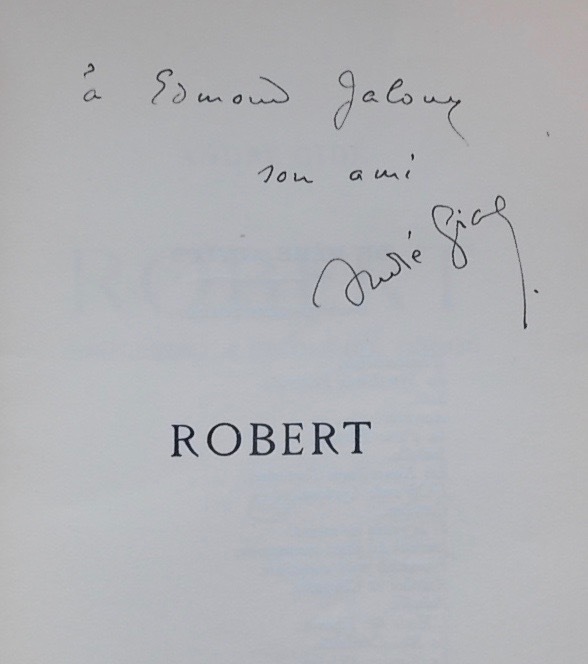 à Edmond Jaloux
son ami
André Gide.
ROBERT